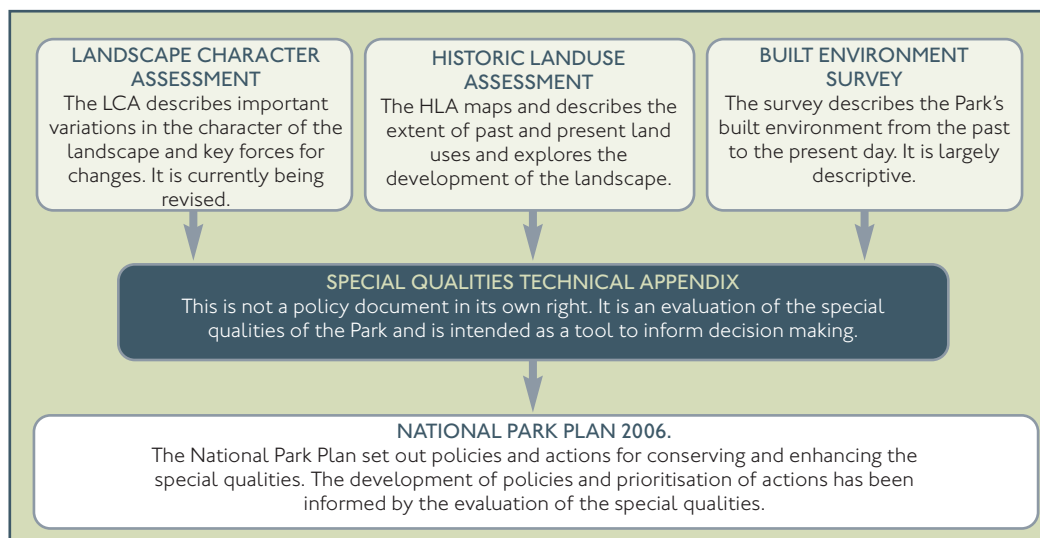 LANDSCAPE CHARACTER
ASSESSMENT
The LCA describes important
variations in the character of the
landscape and key forces for
changes. It is currently being
revised.
HISTORIC LANDUSE
ASSESSMENT
The HLA maps and describes the
extent of past and present land
uses and explores the
development of the landscape.
BUILT ENVIRONMENT
SURVEY
The survey describes the Park's
built environment from the past
to the present day. It is largely
descriptive.
SPECIAL QUALITIES TECHNICAL APPENDIX
This is not a policy document in its own right. It is an evaluation of the special
qualities of the Park and is intended as a tool to inform decision making.
NATIONAL PARK PLAN 2006.
The National Park Plan set out policies and actions for conserving and enhancing the
special qualities. The development of policies and prioritisation of actions has been
informed by the evaluation of the special qualities.